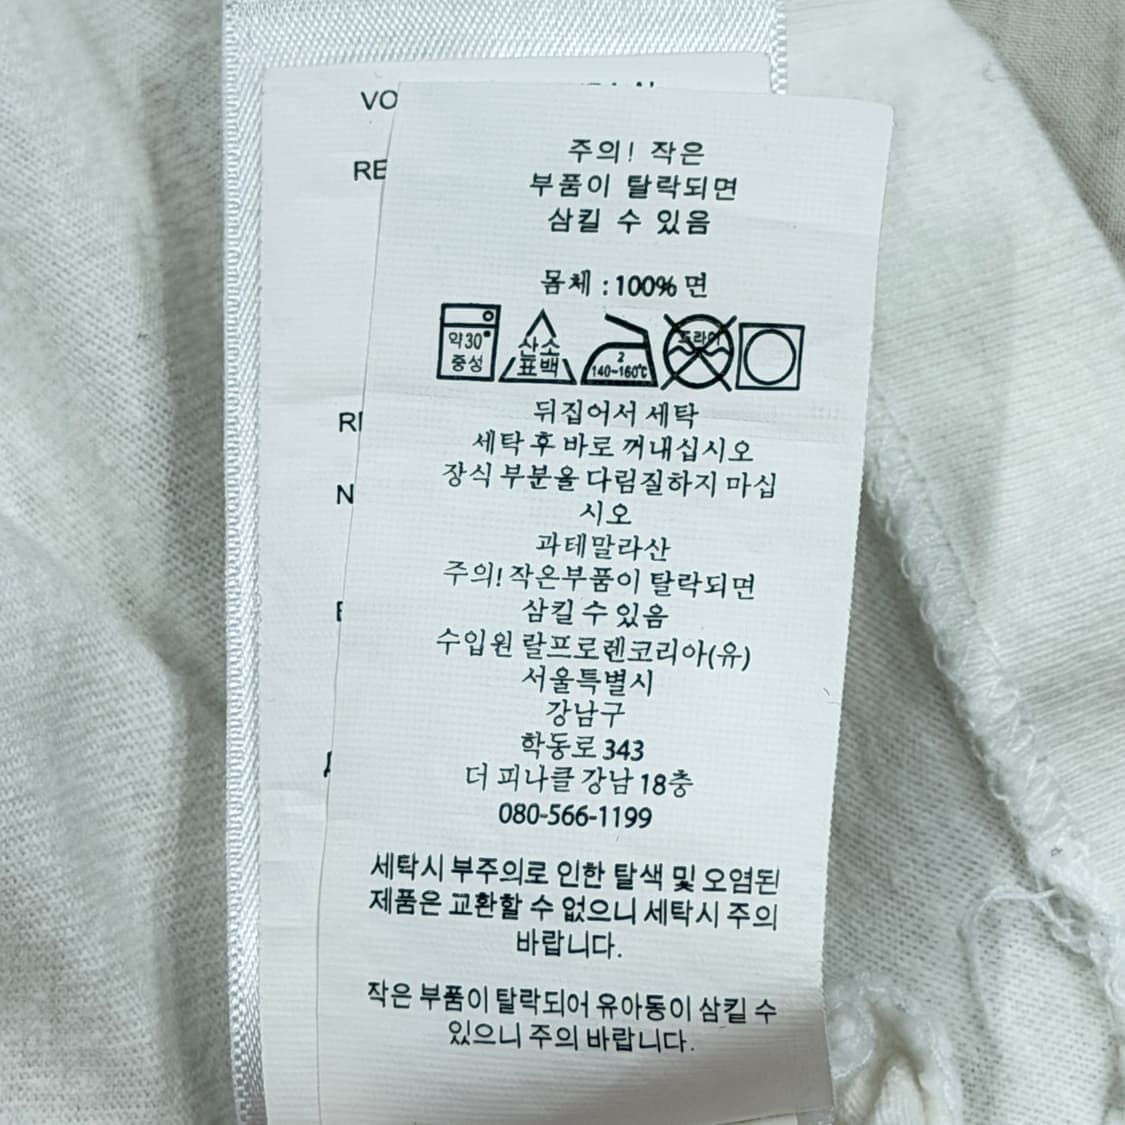 VO
RE
RI
N
주의! 작은
부품이 탈락되면
삼킬 수 있음
몸체 : 100% 면
약30°
중성
산소
표백
2
140~160℃
드라이
뒤집어서 세탁
세탁 후 바로 꺼내십시오
장식 부분을 다림질하지 마십
시오
과테말라산
주의! 작은부품이 탈락되면
삼킬 수 있음
수입원 랄프로렌코리아(유)
서울특별시
강남구
학동로 343
더 피나클 강남 18층
080-566-1199
세탁시 부주의로 인한 탈색 및 오염된
제품은 교환할 수 없으니 세탁시 주의
바랍니다.
작은 부품이 탈락되어 유아동이 삼킬 수
있으니 주의 바랍니다.